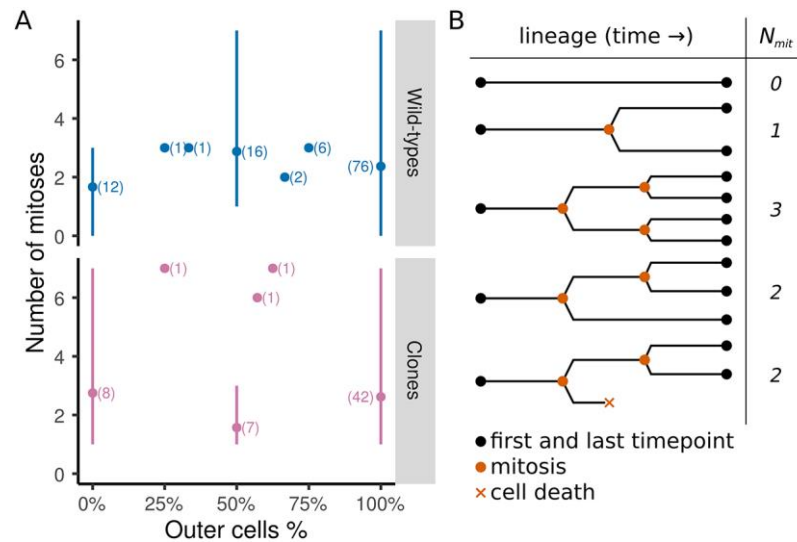 A
Number of mitoses
6
4
2
0
(12)
(1)
(1)
(16)
(2)
(6)
(76)
Wild-types
6
4
2
0
(8)
(1)
(7)
(1)
(1)
(42)
Clones
0%
25%
50%
75%
100%
Outer cells %
B
lineage (time →)
Nmit
0
1
3
2
2
first and last timepoint
mitosis
cell death